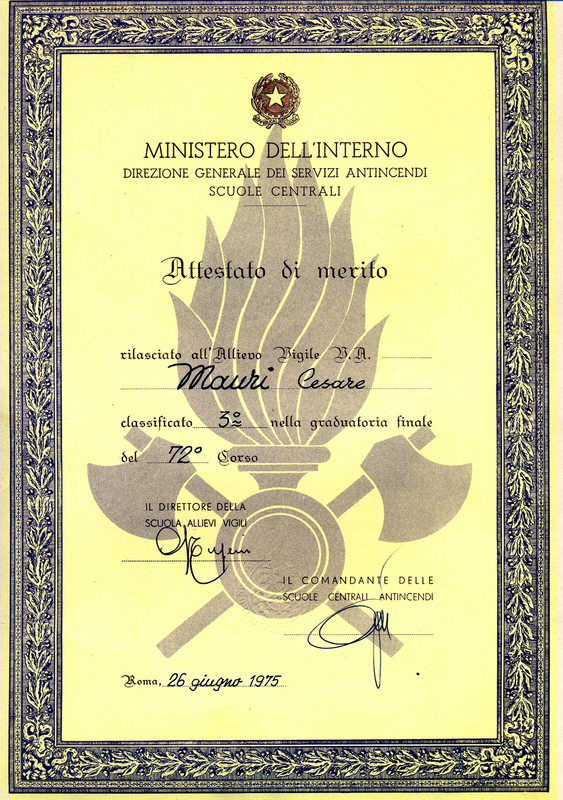 MINISTERO DELL'INTERNO
DIREZIONE GENERALE DEI SERVIZI ANTINCENDI
SCUOLE CENTRALI
Attestato di merito
rilasciato all'Allievo Vigile V.A.
Mauri Cesare
classificato 3º nella graduatoria finale
del 72º Corso
IL DIRETTORE DELLA
SCUOLA ALLIEVI VIGILI
IL COMANDANTE DELLE
SCUOLE CENTRALI ANTINCENDI
Roma, 26 giugno 1975